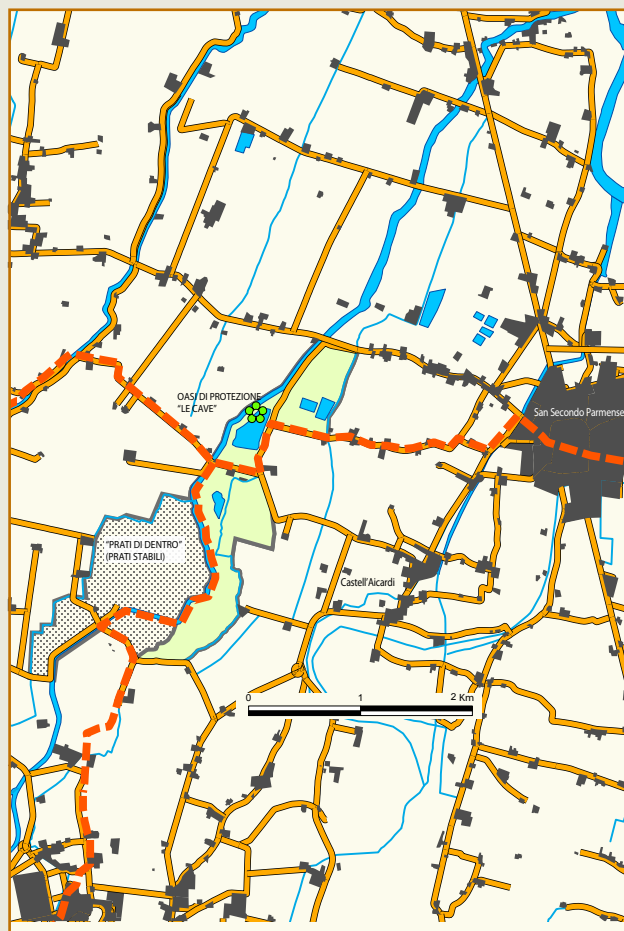 OASI DI PROTEZIONE
“LE CAVE”
San Secondo Parmense
“PRATI DI DENTRO”
(PRATI STABILI)
Castell’Aicardi
0 1 2 Km